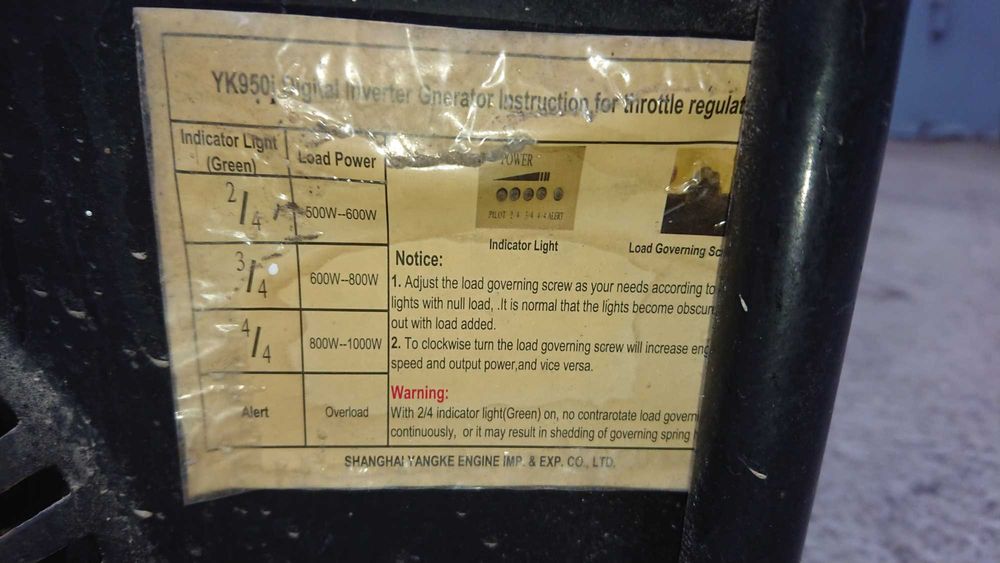 YK950i Digital Inverter Gnerator Instruction for throttle regulat
Indicator Light
(Green)
Load Power
2/4
500W--600W
3/4
600W--800W
4/4
800W--1000W
Alert
Overload
POWER
PILOT 2/4 3/4 4/4 ALERT
Indicator Light
Load Governing Sc
Notice:
1. Adjust the load governing screw as your needs according to
lights with null load, .It is normal that the lights become obscur
out with load added.
2. To clockwise turn the load governing screw will increase eng
speed and output power,and vice versa.
Warning:
With 2/4 indicator light(Green) on, no contrarotate load govern
continuously, or it may result in shedding of governing spring
SHANGHAI YANGKE ENGINE IMP. & EXP. CO., LTD.